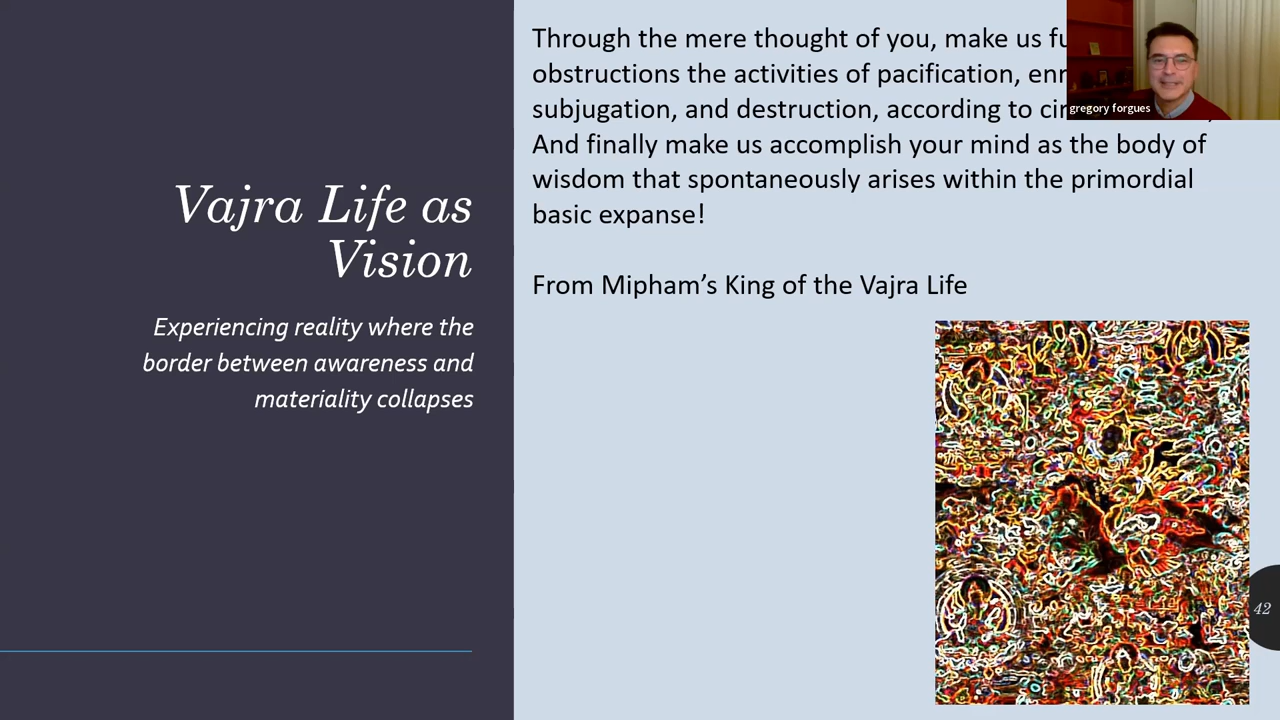 Vajra Life as
Vision
Experiencing reality where the
border between awareness and
materiality collapses
Through the mere thought of you, make us
obstructions the activities of pacification,
subjugation, and destruction, according to
And finally make us accomplish your mind as the body of
wisdom that spontaneously arises within the primordial
basic expanse!
From Mipham’s King of the Vajra Life
gregory forgues
42